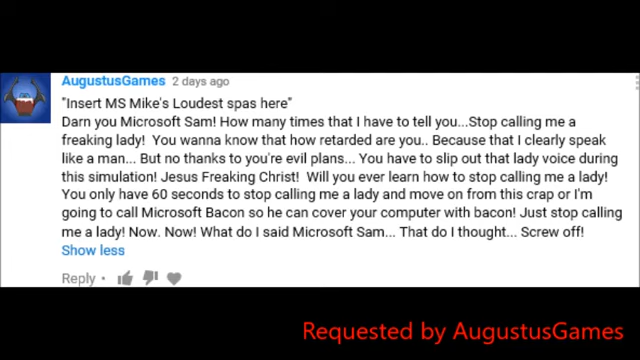 AugustusGames 2 days ago
"Insert MS Mike's Loudest spas here"
Darn you Microsoft Sam! How many times that I have to tell you...Stop calling me a
freaking lady! You wanna know that how retarded are you.. Because that I clearly speak
like a man... But no thanks to you're evil plans... You have to slip out that lady voice during
this simulation! Jesus Freaking Christ! Will you ever learn how to stop calling me a lady!
You only have 60 seconds to stop calling me a lady and move on from this crap or I'm
going to call Microsoft Bacon so he can cover your computer with bacon! Just stop calling
me a lady! Now. Now! What do I said Microsoft Sam... That do I thought... Screw off!
Show less
Reply •
Requested by AugustusGames